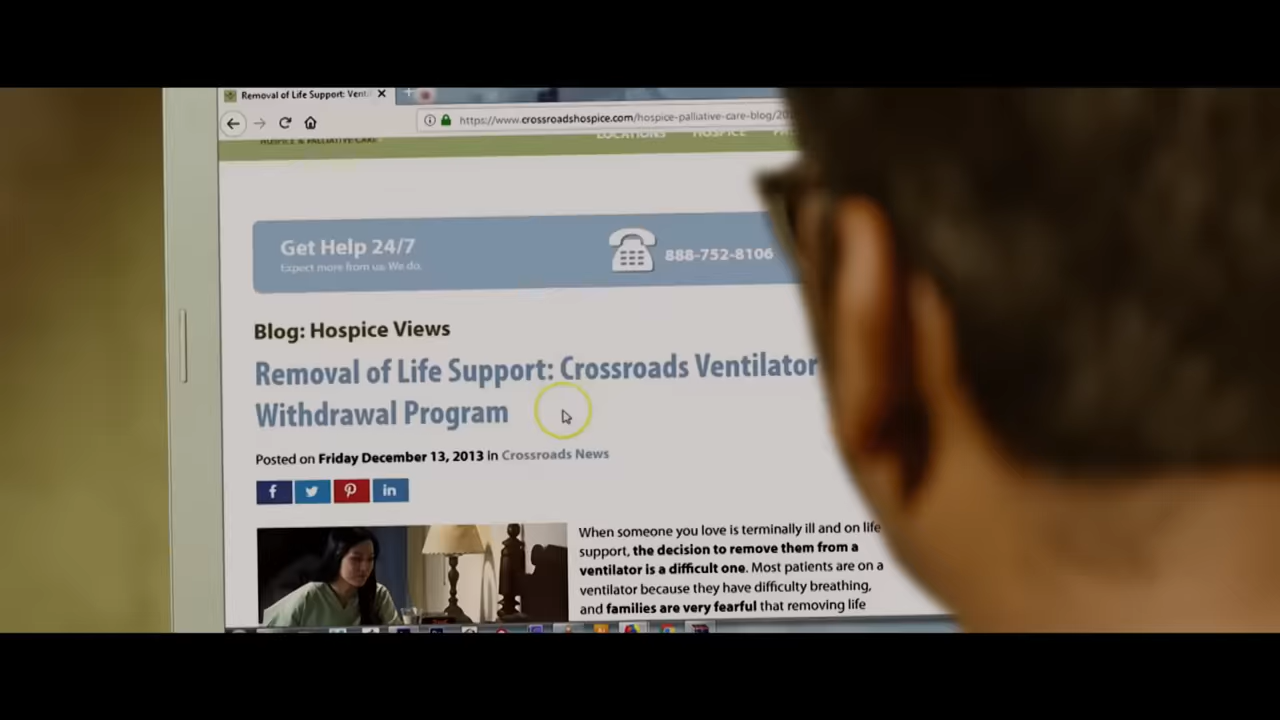 Removal of Life Support: Vent
https://www.crossroadshospice.com/hospice-palliative-care-blog/20
HOSPICE & PALLIATIVE CARE
LOCATIONS HOSPICE
Get Help 24/7
Expect more from us. We do.
888-752-8106
Blog: Hospice Views
Removal of Life Support: Crossroads Ventilator
Withdrawal Program
Posted on Friday December 13, 2013 in Crossroads News
When someone you love is terminally ill and on life
support, the decision to remove them from a
ventilator is a difficult one. Most patients are on a
ventilator because they have difficulty breathing,
and families are very fearful that removing life